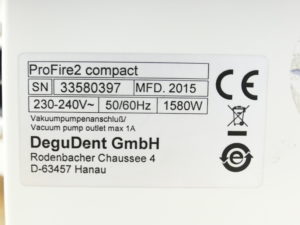 ProFire2 compact
SN 33580397 MFD. 2015
230-240V~ 50/60Hz 1580W
Vakuumpumpenanschluß/
Vacuum pump outlet max 1A
DeguDent GmbH
Rodenbacher Chaussee 4
D-63457 Hanau
CE
e